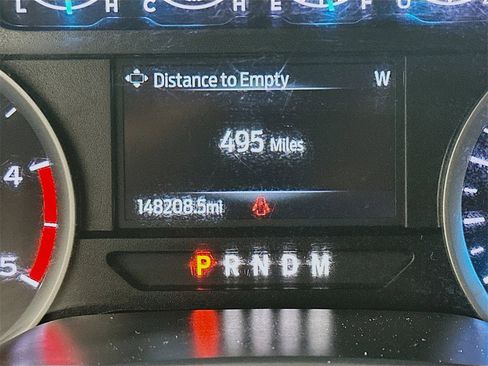 L H C H E F U
Distance to Empty W
495 Miles
148208.5mi
4
5
P R N D M